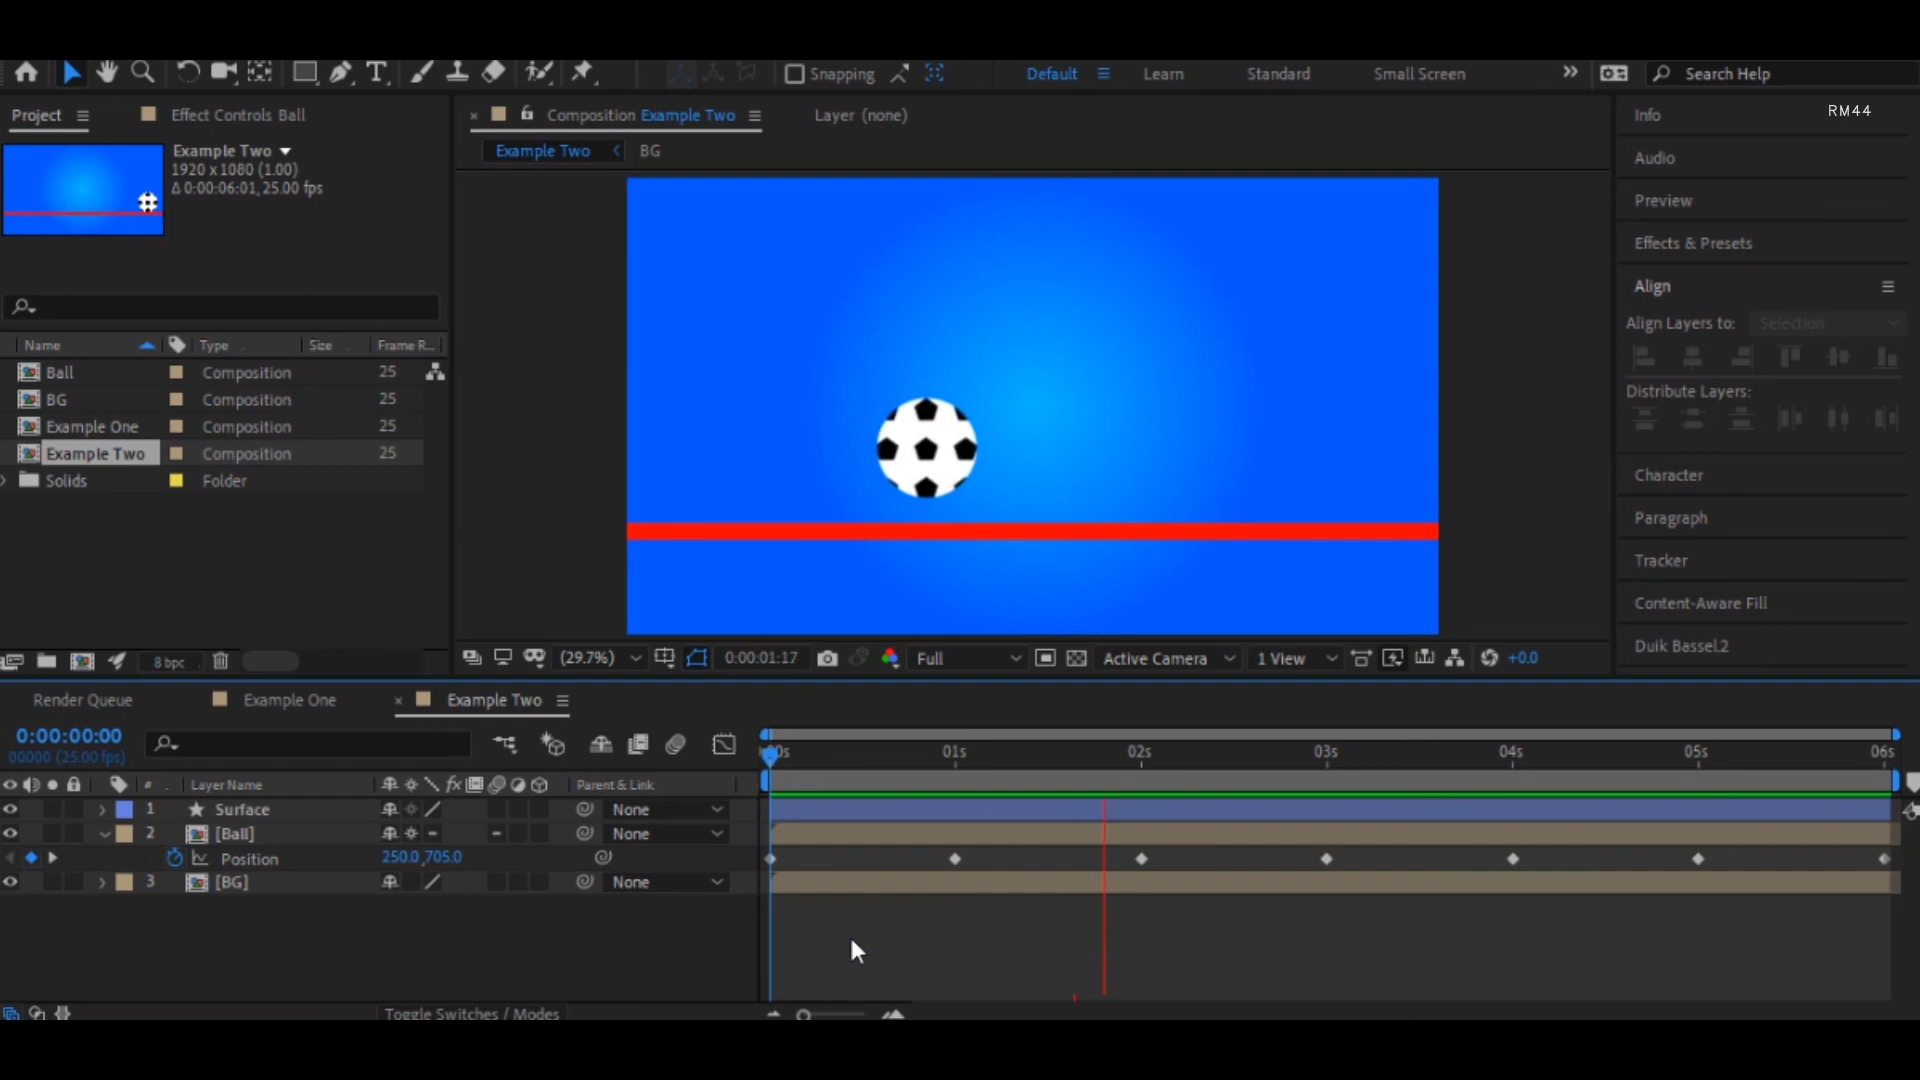 Snapping
Default
Learn
Standard
Small Screen
Search Help
RM44
Project
Effect Controls Ball
Composition Example Two
Layer (none)
Example Two
BG
Example Two
1920 x 1080 (1.00)
Δ 0:00:06:01, 25.00 fps
Name
Type
Size
Frame R...
Ball Composition 25
BG Composition 25
Example One Composition 25
Example Two Composition 25
Solids Folder
8 bpc
(29.7%)
0:00:01:17
Full
Active Camera
1 View
+0.0
Info
Audio
Preview
Effects & Presets
Align
Align Layers to: Selection
Distribute Layers:
Character
Paragraph
Tracker
Content-Aware Fill
Duik Bassel.2
Render Queue
Example One
Example Two
0:00:00:00
00000 (25.00 fps)
# Layer Name
fx
Parent & Link
00s 01s 02s 03s 04s 05s 06s
1 Surface None
2 [Ball] None
Position 250.0,705.0
3 [BG] None
Toggle Switches / Modes